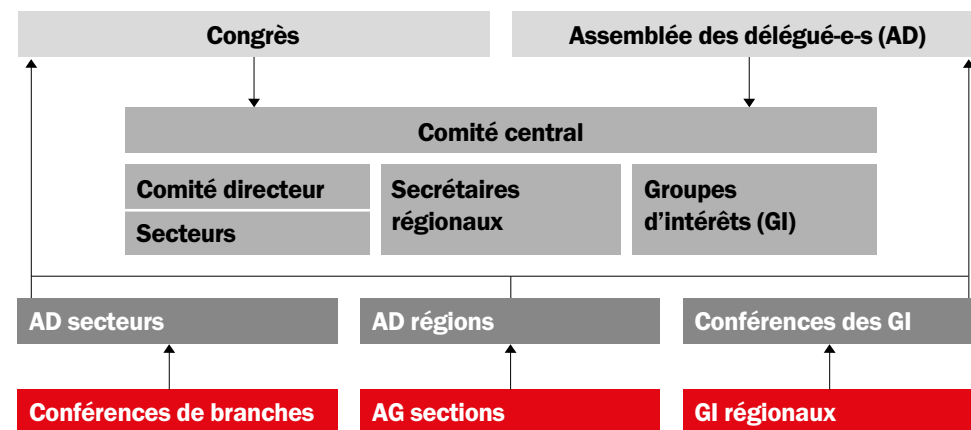 Congrès
Assemblée des délégué-e-s (AD)
Comité central
Comité directeur
Secteurs
Secrétaires
régionaux
Groupes
d’intérêts (GI)
AD secteurs
AD régions
Conférences des GI
Conférences de branches
AG sections
GI régionaux